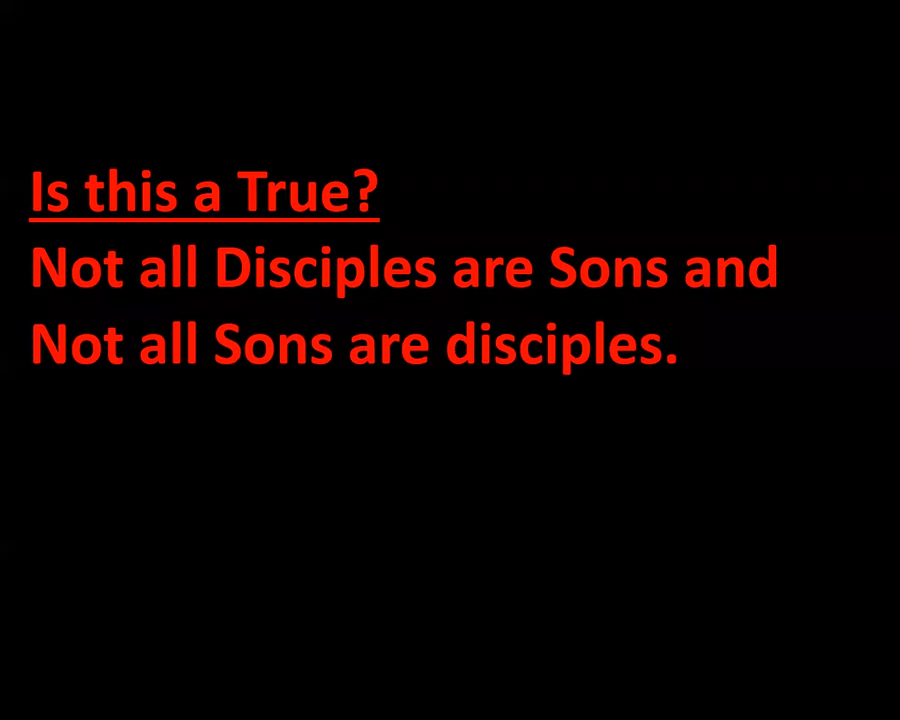 Is this a True?
Not all Disciples are Sons and
Not all Sons are disciples.